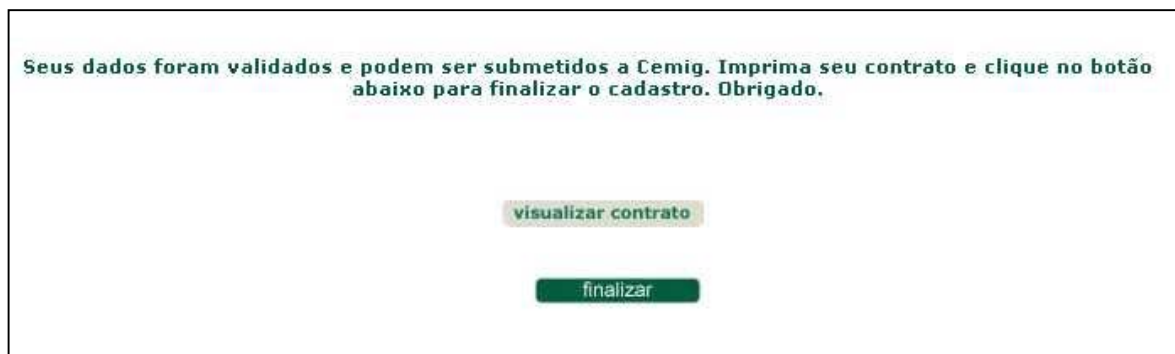 Seus dados foram validados e podem ser submetidos a Cemig. Imprima seu contrato e clique no botão
abaixo para finalizar o cadastro. Obrigado.
visualizar contrato
finalizar